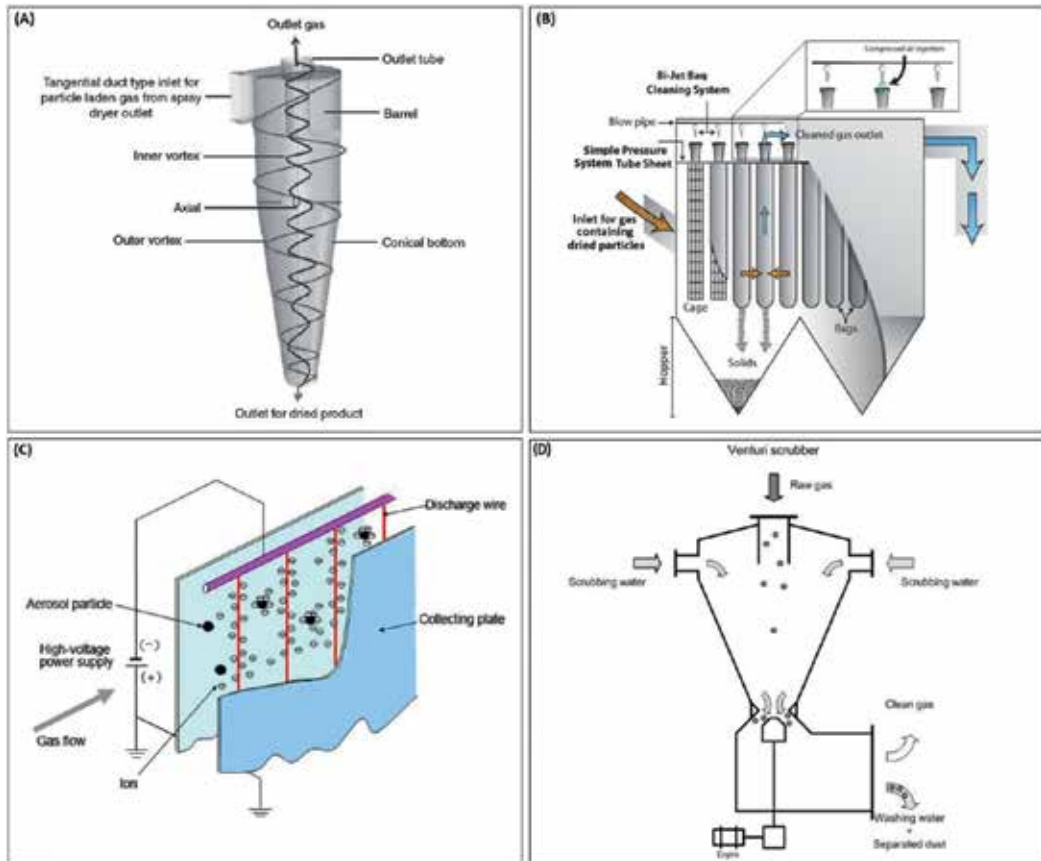 (A)
Outlet gas
Outlet tube
Tangential duct type inlet for
particle laden gas from spray
dryer outlet
Barrel
Inner vortex
Axial
Outer vortex
Conical bottom
Outlet for dried product
(B)
Compressed air injection
Bi-Jet Bag
Cleaning System
Blow pipe
Cleaned gas outlet
Simple Pressure
System Tube Sheet
Inlet for gas
containing
dried particles
Cage
Bags
Solids
Hopper
(C)
Discharge wire
Aerosol particle
Collecting plate
High-voltage
power supply
(-)
(+)
Gas flow
Ion
(D)
Venturi scrubber
Raw gas
Scrubbing water
Scrubbing water
Clean gas
Washing water
+
Separated dust